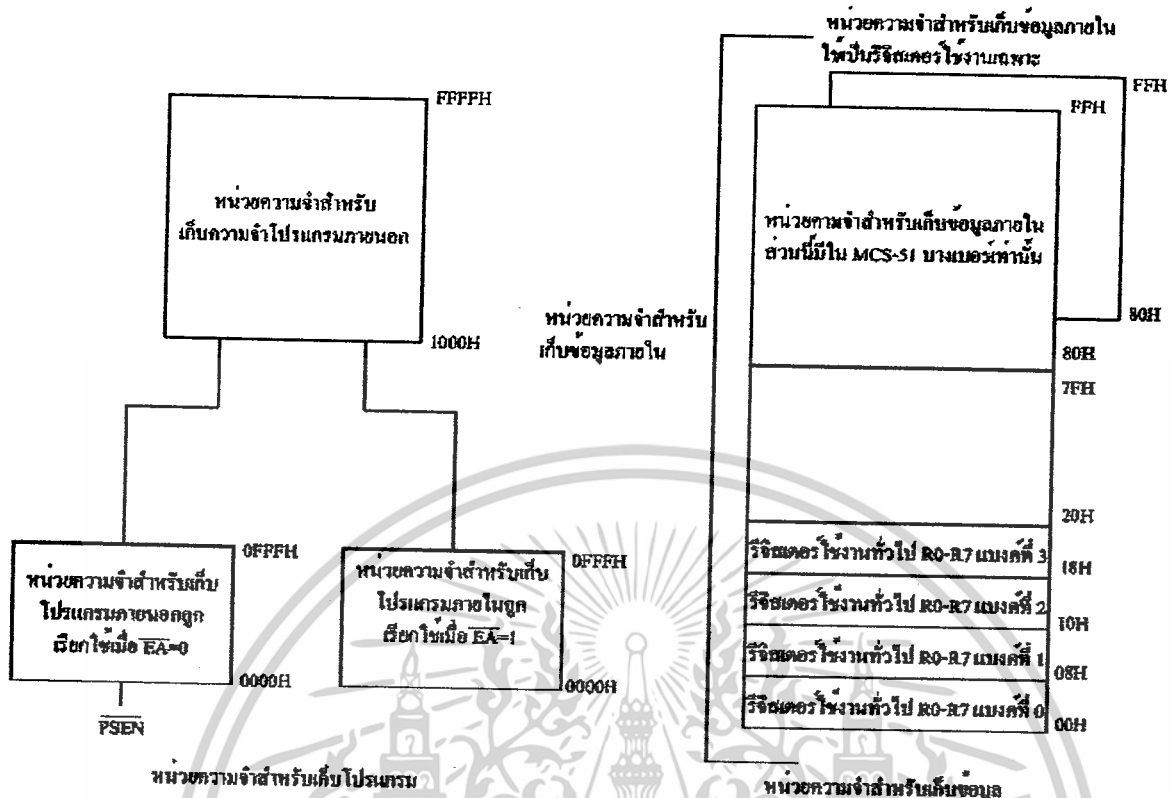 FFFFH
หน่วยความจำสำหรับ
เก็บความจำโปรแกรมภายนอก
1000H
0FFFH
หน่วยความจำสำหรับเก็บ
โปรแกรมภายนอกถูก
เรียกใช้เมื่อ E̅A̅=0
0000H
P̅S̅E̅N̅
0FFFH
หน่วยความจำสำหรับเก็บ
โปรแกรมภายในถูก
เรียกใช้เมื่อ E̅A̅=1
0000H
หน่วยความจำสำหรับเก็บโปรแกรม
หน่วยความจำสำหรับเก็บข้อมูลภายใน
ใช้เป็นรีจิสเตอร์ใช้งานเฉพาะ
FFH
FFH
หน่วยความจำสำหรับเก็บข้อมูลภายใน
ส่วนนี้มีใน MCS-51 บางเบอร์เท่านั้น
80H
80H
หน่วยความจำสำหรับ
เก็บข้อมูลภายใน
7FH
20H
รีจิสเตอร์ใช้งานทั่วไป R0-R7 แบงค์ที่ 3
18H
รีจิสเตอร์ใช้งานทั่วไป R0-R7 แบงค์ที่ 2
10H
รีจิสเตอร์ใช้งานทั่วไป R0-R7 แบงค์ที่ 1
08H
รีจิสเตอร์ใช้งานทั่วไป R0-R7 แบงค์ที่ 0
00H
หน่วยความจำสำหรับเก็บข้อมูล